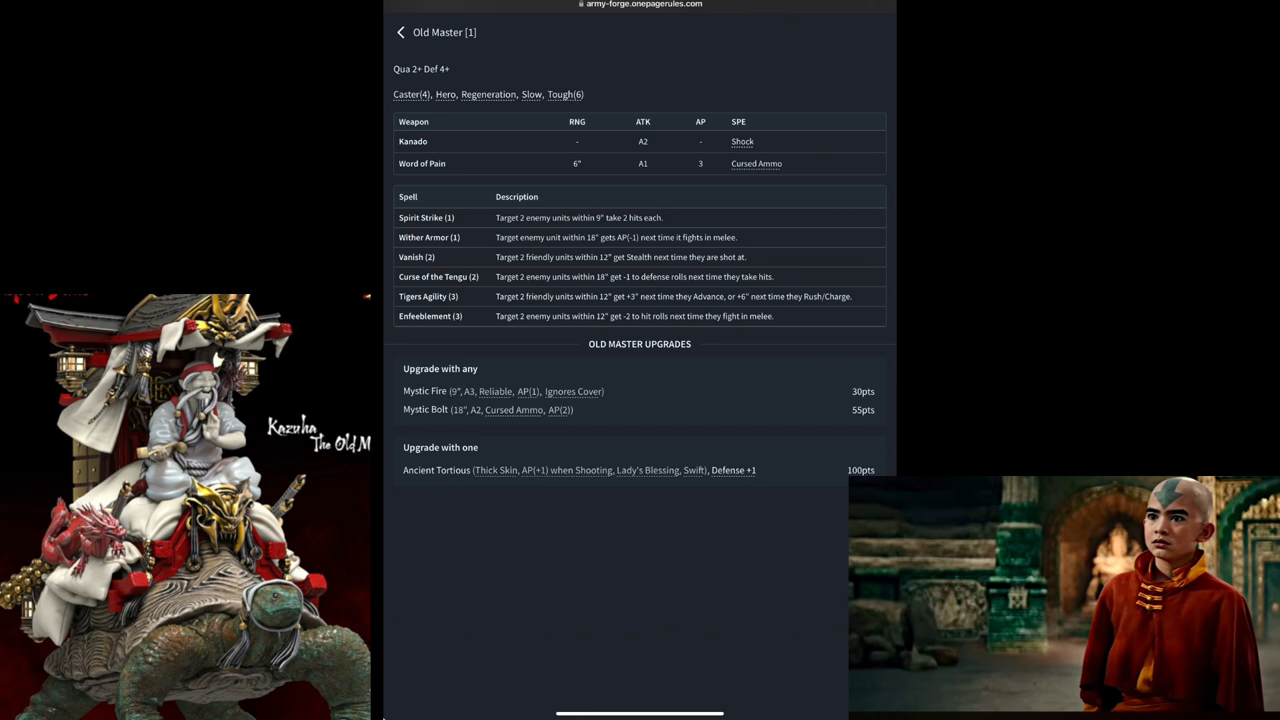 army-forge.onepagerules.com
Old Master [1]
Qua 2+ Def 4+
Caster(4), Hero, Regeneration, Slow, Tough(6)
Weapon RNG ATK AP SPE
Kanado - A2 - Shock
Word of Pain 6" A1 3 Cursed Ammo
Spell Description
Spirit Strike (1) Target 2 enemy units within 9" take 2 hits each.
Wither Armor (1) Target enemy unit within 18" gets AP(-1) next time it fights in melee.
Vanish (2) Target 2 friendly units within 12" get Stealth next time they are shot at.
Curse of the Tengu (2) Target 2 enemy units within 18" get -1 to defense rolls next time they take hits.
Tigers Agility (3) Target 2 friendly units within 12" get +3" next time they Advance, or +6" next time they Rush/Charge.
Enfeeblement (3) Target 2 enemy units within 12" get -2 to hit rolls next time they fight in melee.
OLD MASTER UPGRADES
Upgrade with any
Mystic Fire (9", A3, Reliable, AP(1), Ignores Cover) 30pts
Mystic Bolt (18", A2, Cursed Ammo, AP(2)) 55pts
Upgrade with one
Ancient Tortious (Thick Skin, AP(+1) when Shooting, Lady's Blessing, Swift), Defense +1 100pts
Kazuha
The Old M